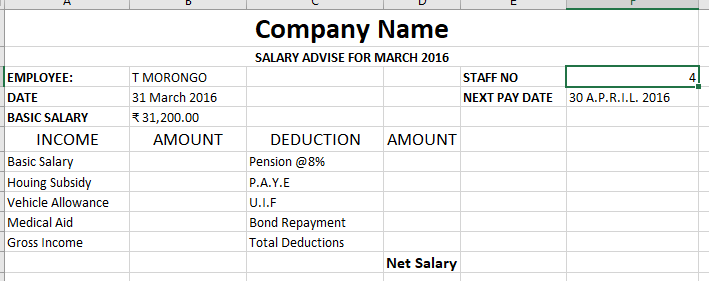 A B C D E F
Company Name
SALARY ADVISE FOR MARCH 2016
EMPLOYEE: T MORONGO STAFF NO 4
DATE 31 March 2016 NEXT PAY DATE 30 A.P.R.I.L. 2016
BASIC SALARY ₹ 31,200.00
INCOME AMOUNT DEDUCTION AMOUNT
Basic Salary Pension @8%
Houing Subsidy P.A.Y.E
Vehicle Allowance U.I.F
Medical Aid Bond Repayment
Gross Income Total Deductions
Net Salary